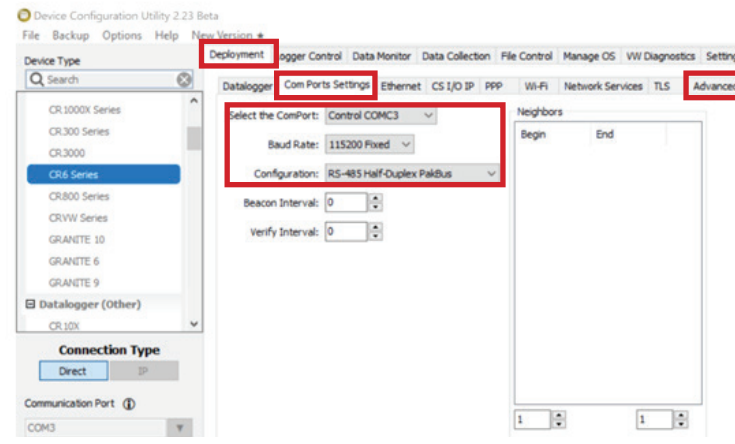 Device Configuration Utility 2.23 Beta
File Backup Options Help New Version ★
Device Type
Search
CR1000X Series
CR300 Series
CR3000
CR6 Series
CR800 Series
CRVW Series
GRANITE 10
GRANITE 6
GRANITE 9
Datalogger (Other)
CR10X
Connection Type
Direct IP
Communication Port
COM3
Deployment ogger Control Data Monitor Data Collection File Control Manage OS VW Diagnostics Setting
Datalogger Com Ports Settings Ethernet CS I/O IP PPP Wi-Fi Network Services TLS Advanced
Select the ComPort: Control COMC3
Baud Rate: 115200 Fixed
Configuration: RS-485 Half-Duplex PakBus
Beacon Interval: 0
Verify Interval: 0
Neighbors
Begin End
1 1